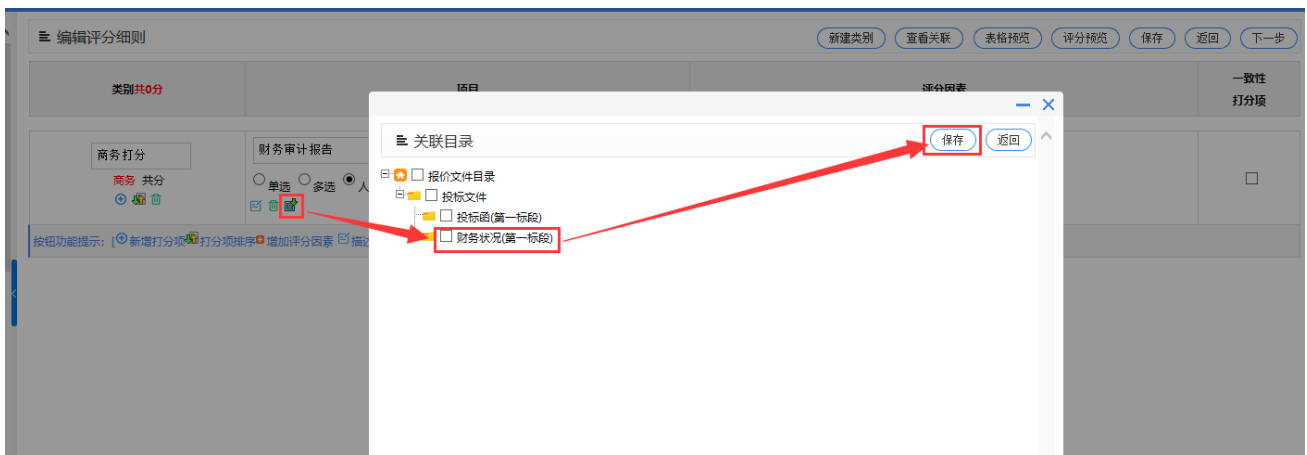 编辑评分细则
新建类别 查看关联 表格预览 评分预览 保存 返回 下一步
类别共0分 项目 评分因素 一致性
打分项
关联目录 保存 返回
商务打分
商务 共分
财务审计报告
单选 多选 人
报价文件目录
投标文件
投标函(第一标段)
财务状况(第一标段)
按钮功能提示：[ 新增打分项 打分项排序 增加评分因素 描述